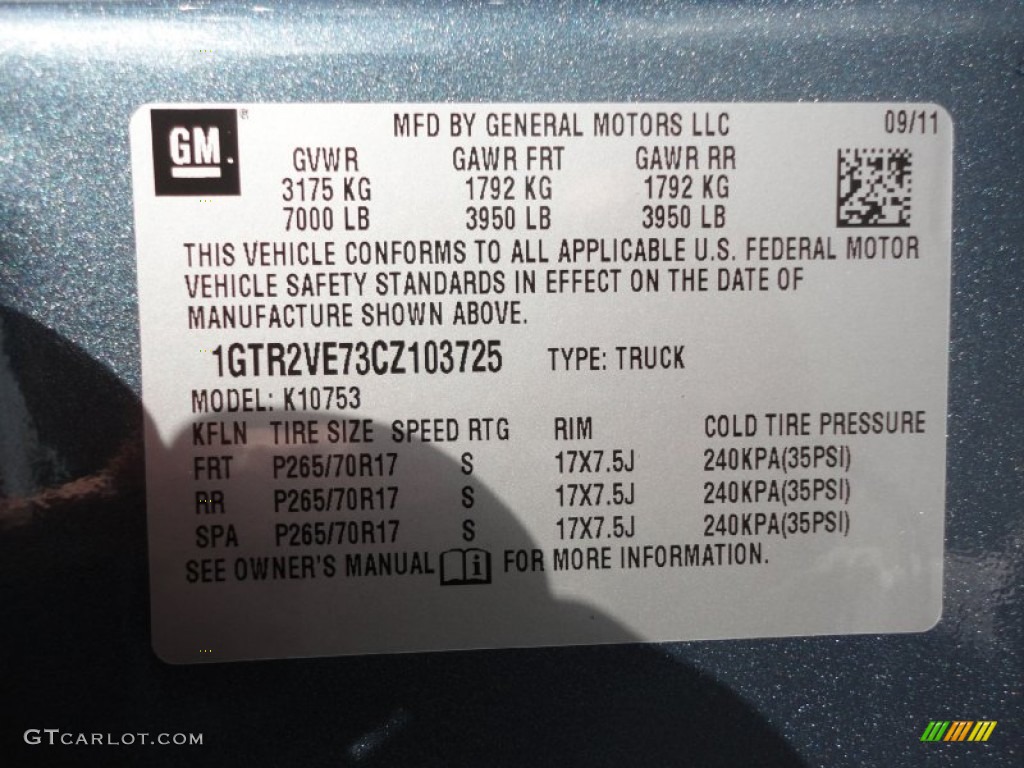 GM
MFD BY GENERAL MOTORS LLC 09/11
GVWR GAWR FRT GAWR RR
3175 KG 1792 KG 1792 KG
7000 LB 3950 LB 3950 LB
THIS VEHICLE CONFORMS TO ALL APPLICABLE U.S. FEDERAL MOTOR
VEHICLE SAFETY STANDARDS IN EFFECT ON THE DATE OF
MANUFACTURE SHOWN ABOVE.
1GTR2VE73CZ103725 TYPE: TRUCK
MODEL: K10753
KFLN TIRE SIZE SPEED RTG RIM COLD TIRE PRESSURE
FRT P265/70R17 S 17X7.5J 240KPA(35PSI)
RR P265/70R17 S 17X7.5J 240KPA(35PSI)
SPA P265/70R17 S 17X7.5J 240KPA(35PSI)
SEE OWNER'S MANUAL i FOR MORE INFORMATION.
GTCARLOT.COM